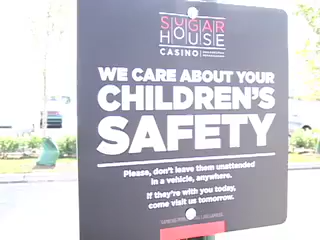 SUGAR
HOUSE
CASINO
WE CARE ABOUT YOUR
CHILDREN'S
SAFETY
Please, don't leave them unattended
in a vehicle, anywhere.
If they're with you today,
come visit us tomorrow.